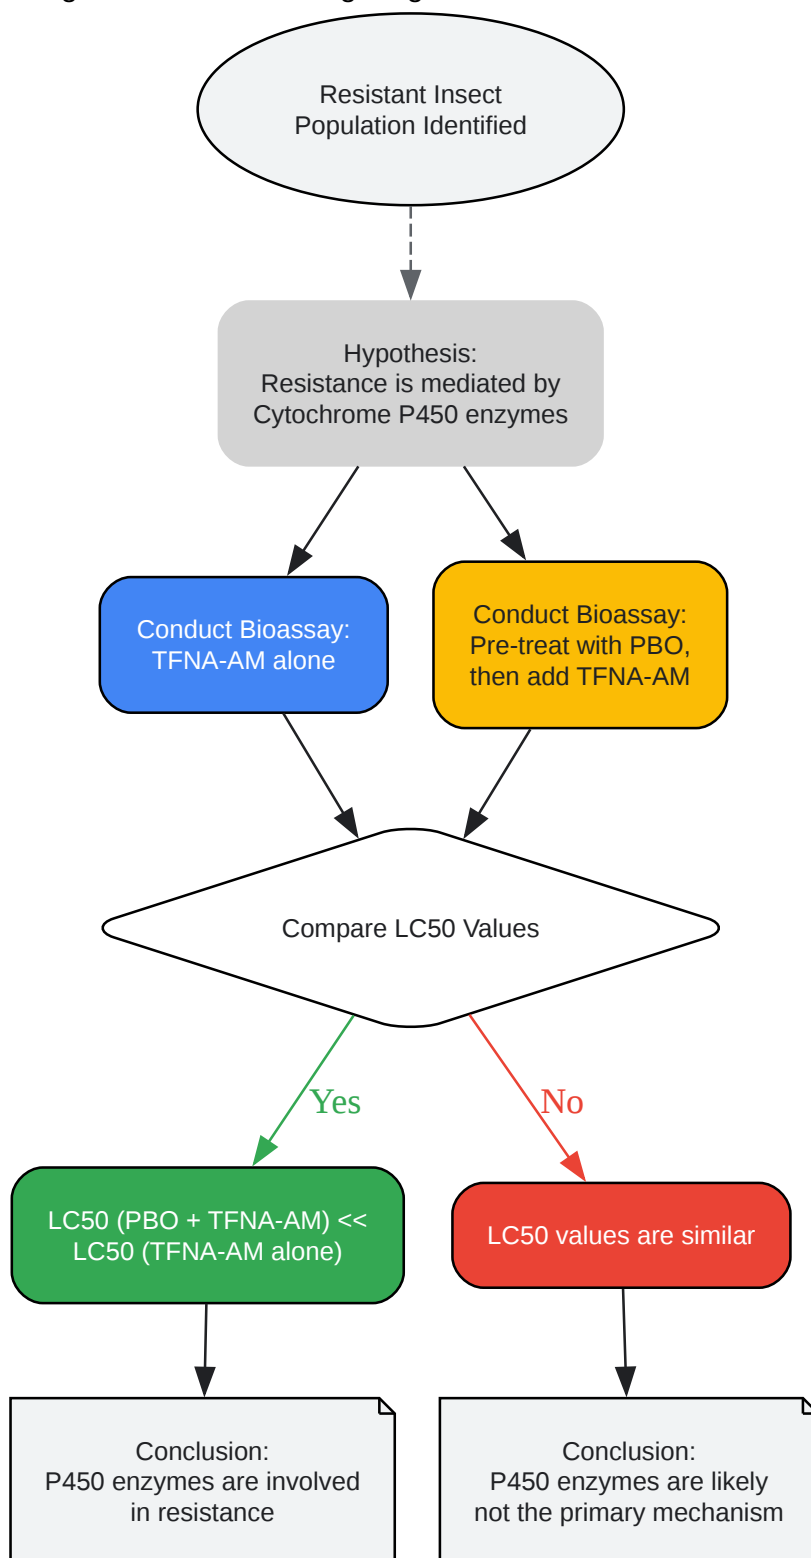 Resistant Insect
Population Identified
Hypothesis:
Resistance is mediated by
Cytochrome P450 enzymes
Conduct Bioassay:
TFNA-AM alone
Conduct Bioassay:
Pre-treat with PBO,
then add TFNA-AM
Compare LC50 Values
Yes
No
LC50 (PBO + TFNA-AM) <<
LC50 (TFNA-AM alone)
LC50 values are similar
Conclusion:
P450 enzymes are involved
in resistance
Conclusion:
P450 enzymes are likely
not the primary mechanism